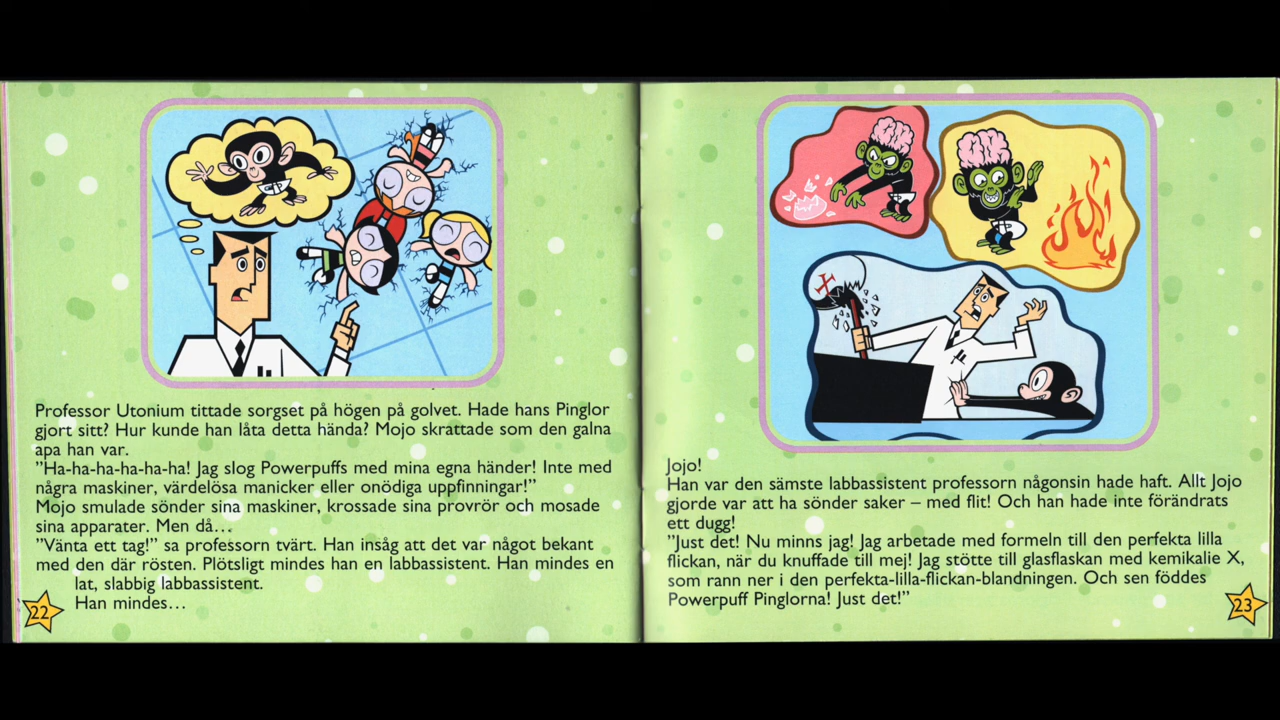 Professor Utonium tittade sorgset på högen på golvet. Hade hans Pinglor
gjort sitt? Hur kunde han låta detta hända? Mojo skrattade som den galna
apa han var.
”Ha-ha-ha-ha-ha-ha! Jag slog Powerpuffs med mina egna händer! Inte med
några maskiner, värdelösa manicker eller onödiga uppfinningar!”
Mojo smulade sönder sina maskiner, krossade sina provrör och mosade
sina apparater. Men då…
”Vänta ett tag!” sa professorn tvärt. Han insåg att det var något bekant
med den där rösten. Plötsligt mindes han en labbassistent. Han mindes en
lat, slabbig labbassistent.
Han mindes…
22
Jojo!
Han var den sämste labbassistent professorn någonsin hade haft. Allt Jojo
gjorde var att ha sönder saker – med flit! Och han hade inte förändrats
ett dugg!
”Just det! Nu minns jag! Jag arbetade med formeln till den perfekta lilla
flickan, när du knuffade till mej! Jag stötte till glasflaskan med kemikalie X,
som rann ner i den perfekta-lilla-flickan-blandningen. Och sen föddes
Powerpuff Pinglorna! Just det!”
23